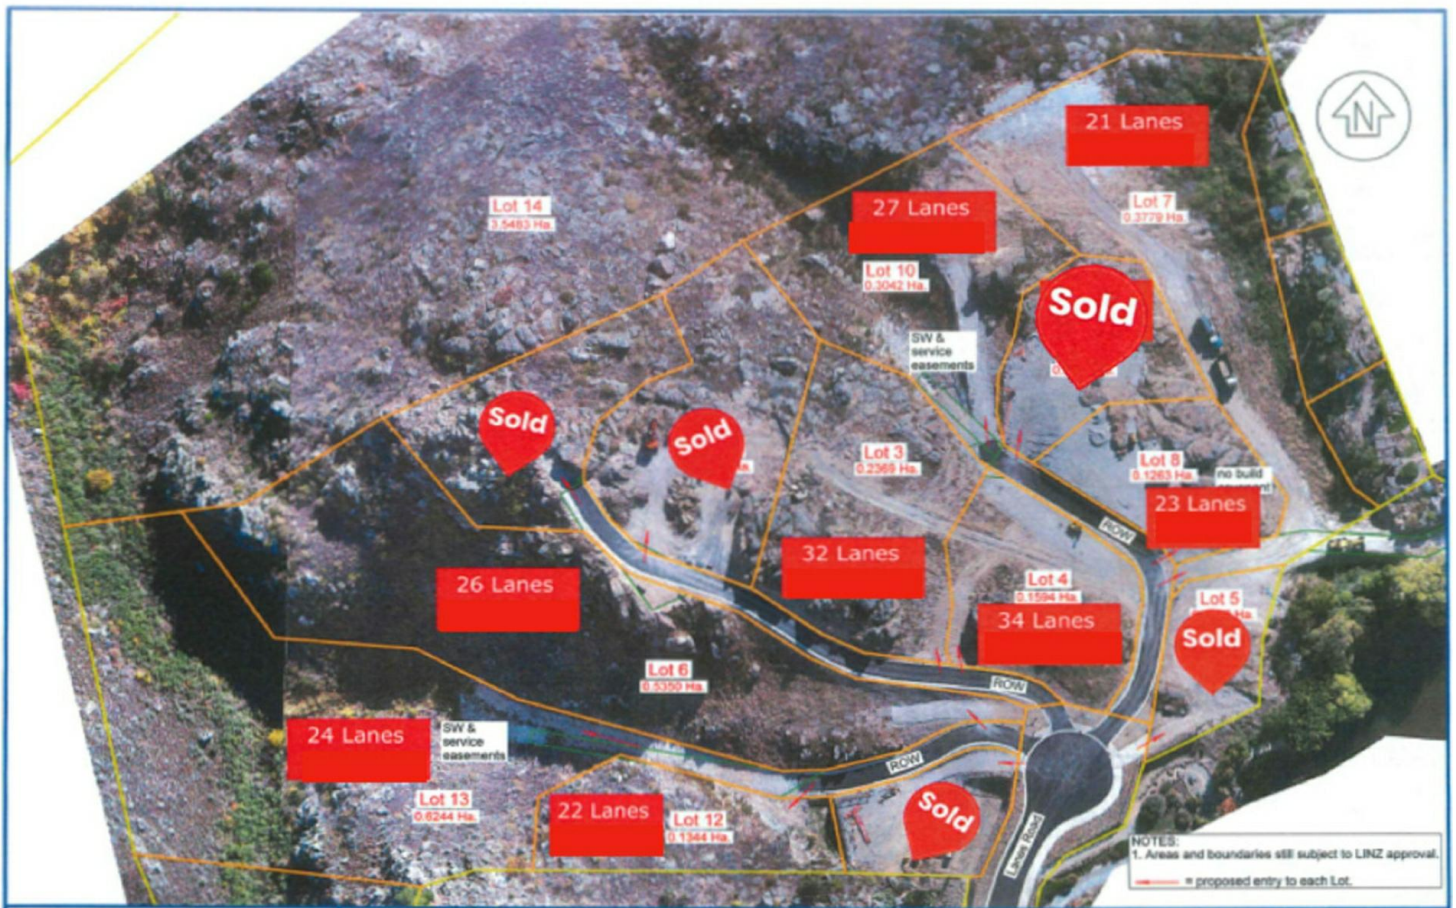 N
21 Lanes
27 Lanes
Lot 14
3.5483 Ha.
Lot 7
0.3779 Ha.
Lot 10
0.3042 Ha.
Sold
SW &
service
easements
Sold
Sold
Ha.
Lot 3
0.2369 Ha.
Lot 8
0.1263 Ha.
no build
23 Lanes
ROW
32 Lanes
26 Lanes
Lot 4
0.1594 Ha.
34 Lanes
Lot 5
Ha.
Sold
Lot 6
0.5350 Ha.
ROW
24 Lanes
SW &
service
easements
ROW
Lot 13
0.6244 Ha.
22 Lanes
Lot 12
0.1344 Ha.
Sold
Lanes Road
NOTES:
1. Areas and boundaries still subject to LINZ approval.
= proposed entry to each Lot.